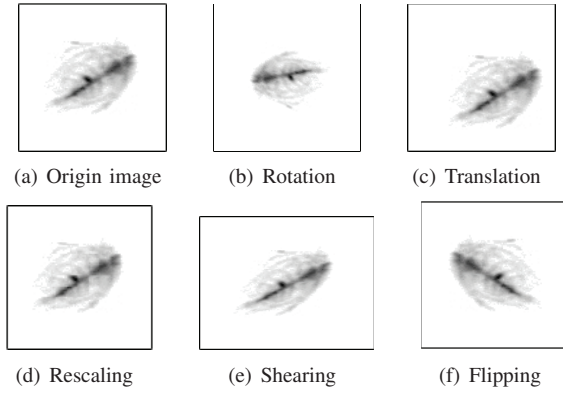 (a) Origin image
(b) Rotation
(c) Translation
(d) Rescaling
(e) Shearing
(f) Flipping